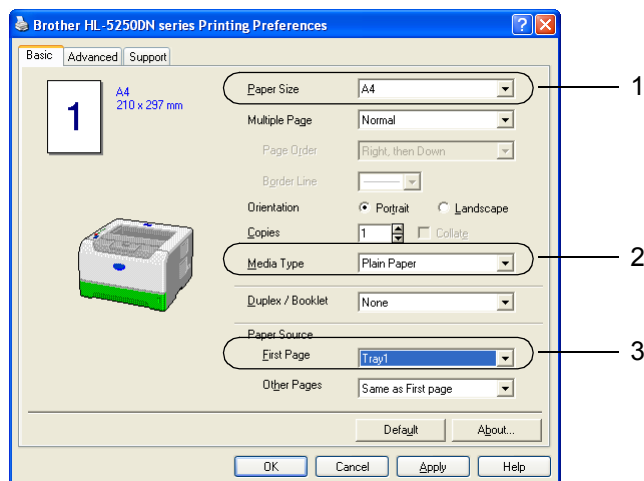 Brother HL-5250DN series Printing Preferences
Basic Advanced Support
1
A4
210 x 297 mm
Paper Size A4 1
Multiple Page Normal
Page Order Right, then Down
Border Line
Orientation Portrait Landscape
Copies 1 Collate
Media Type Plain Paper 2
Duplex / Booklet None
Paper Source
First Page Tray1 3
Other Pages Same as First page
Default About...
OK Cancel Apply Help